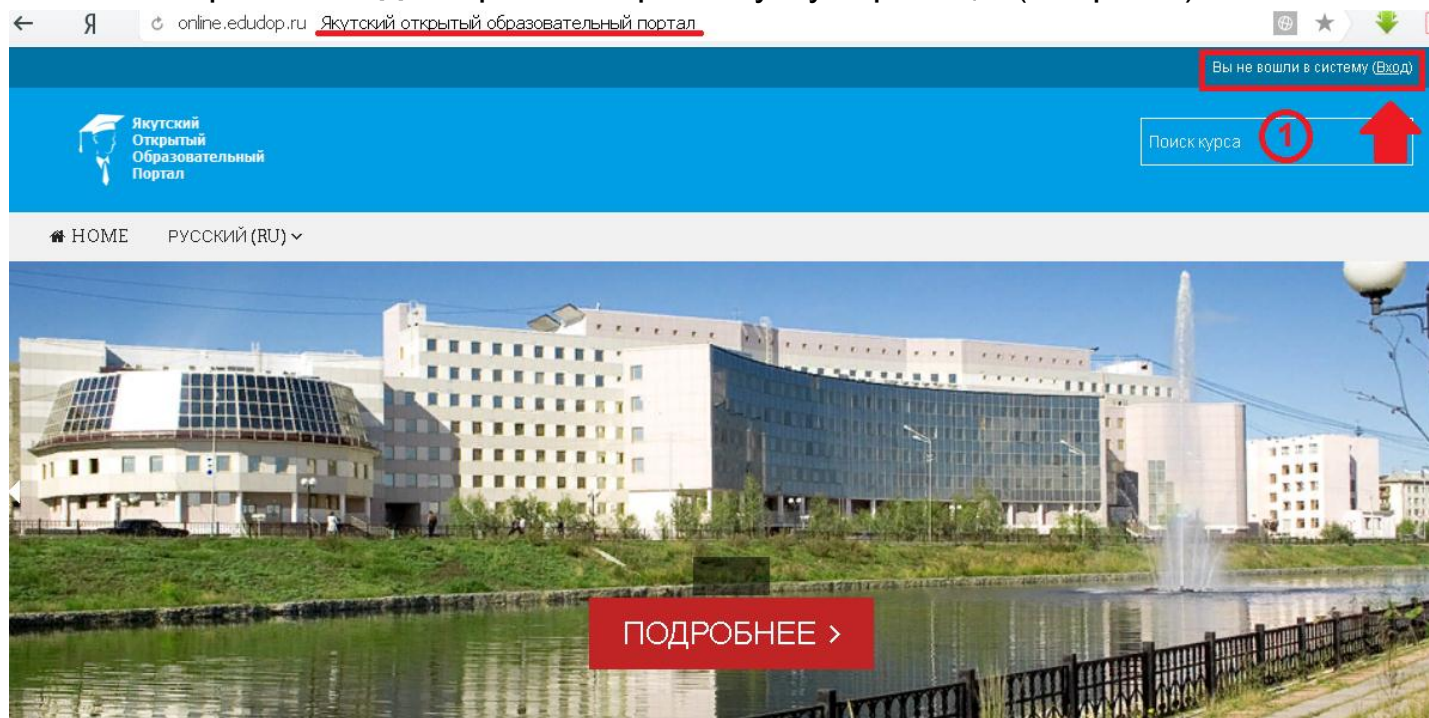 Я online.edudop.ru Якутский открытый образовательный портал
Вы не вошли в систему (Вход)
Якутский
Открытый
Образовательный
Портал
Поиск курса 1
HOME РУССКИЙ (RU)
ПОДРОБНЕЕ >